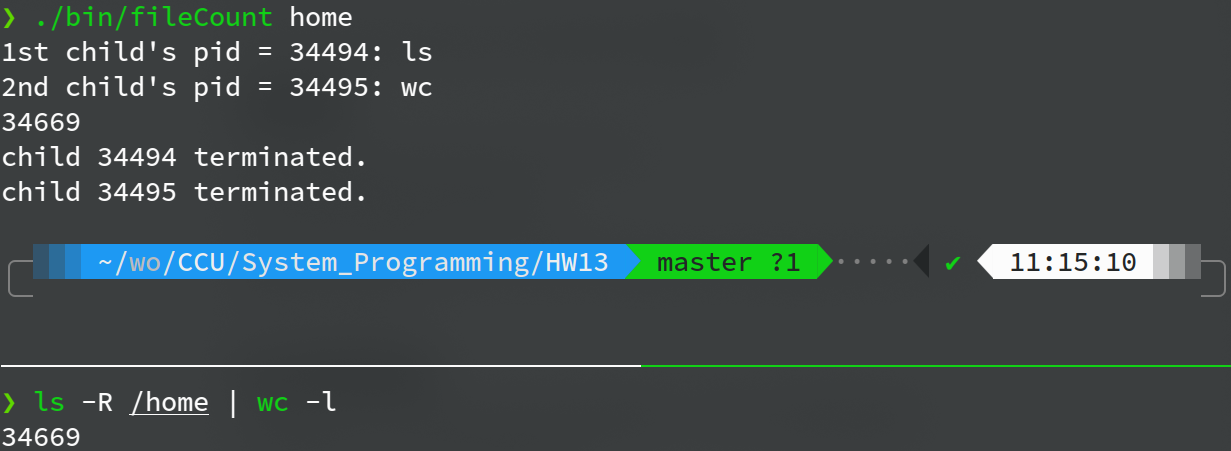 ❯ ./bin/fileCount home
1st child's pid = 34494: ls
2nd child's pid = 34495: wc
34669
child 34494 terminated.
child 34495 terminated.
~/wo/CCU/System_Programming/HW13 master ?1 ····· ✔ 11:15:10
❯ ls -R /home | wc -l
34669